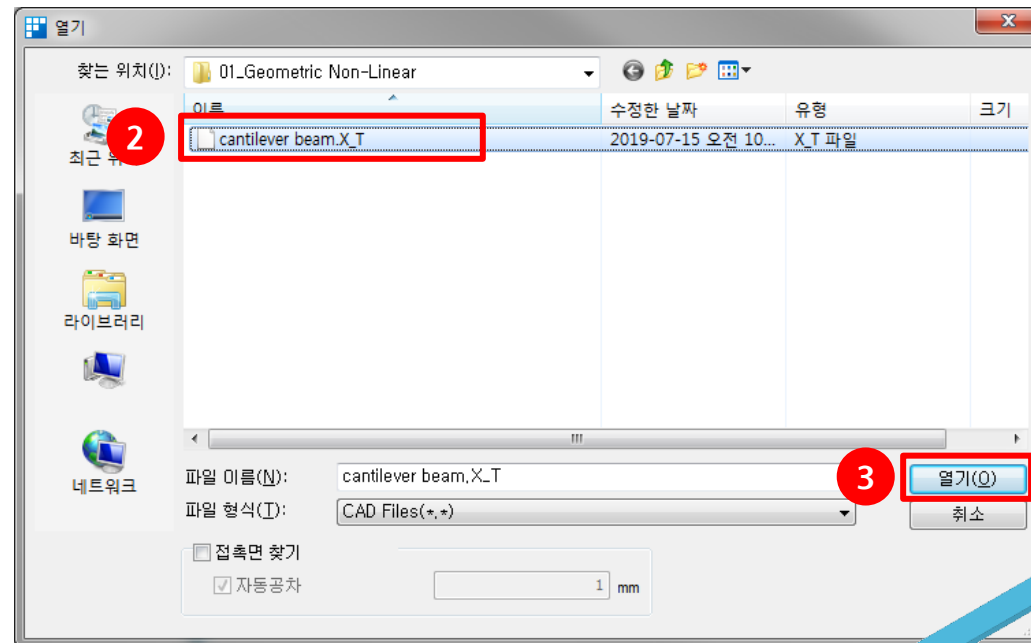 열기
찾는 위치(I): 01_Geometric Non-Linear
이름 수정한 날짜 유형 크기
2 cantilever beam.X_T 2019-07-15 오전 10... X_T 파일
최근
바탕 화면
라이브러리
네트워크
파일 이름(N): cantilever beam,X_T 3 열기(O)
파일 형식(T): CAD Files(*,*) 취소
접촉면 찾기
자동공차 1 mm